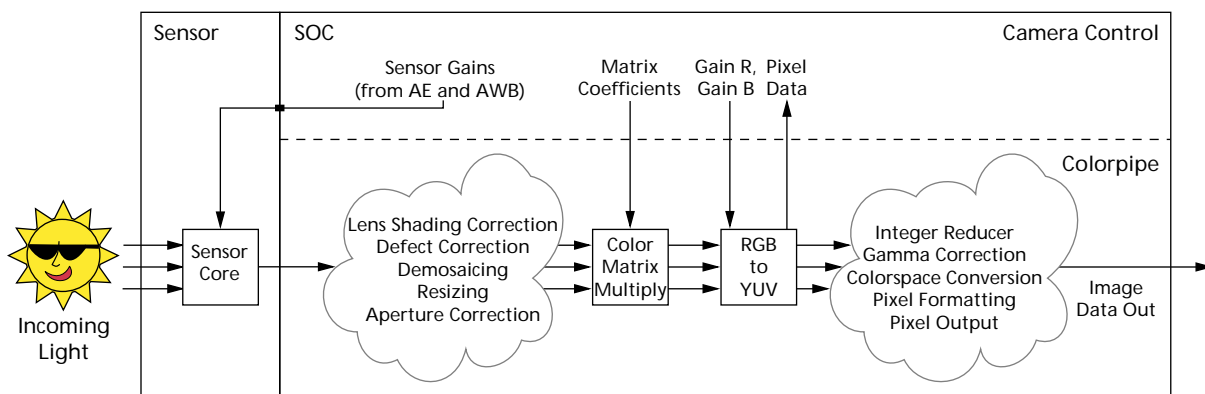 Sensor
SOC
Camera Control
Sensor Gains
(from AE and AWB)
Matrix
Coefficients
Gain R,
Gain B
Pixel
Data
Colorpipe
Incoming
Light
Sensor
Core
Lens Shading Correction
Defect Correction
Demosaicing
Resizing
Aperture Correction
Color
Matrix
Multiply
RGB
to
YUV
Integer Reducer
Gamma Correction
Colorspace Conversion
Pixel Formatting
Pixel Output
Image
Data Out